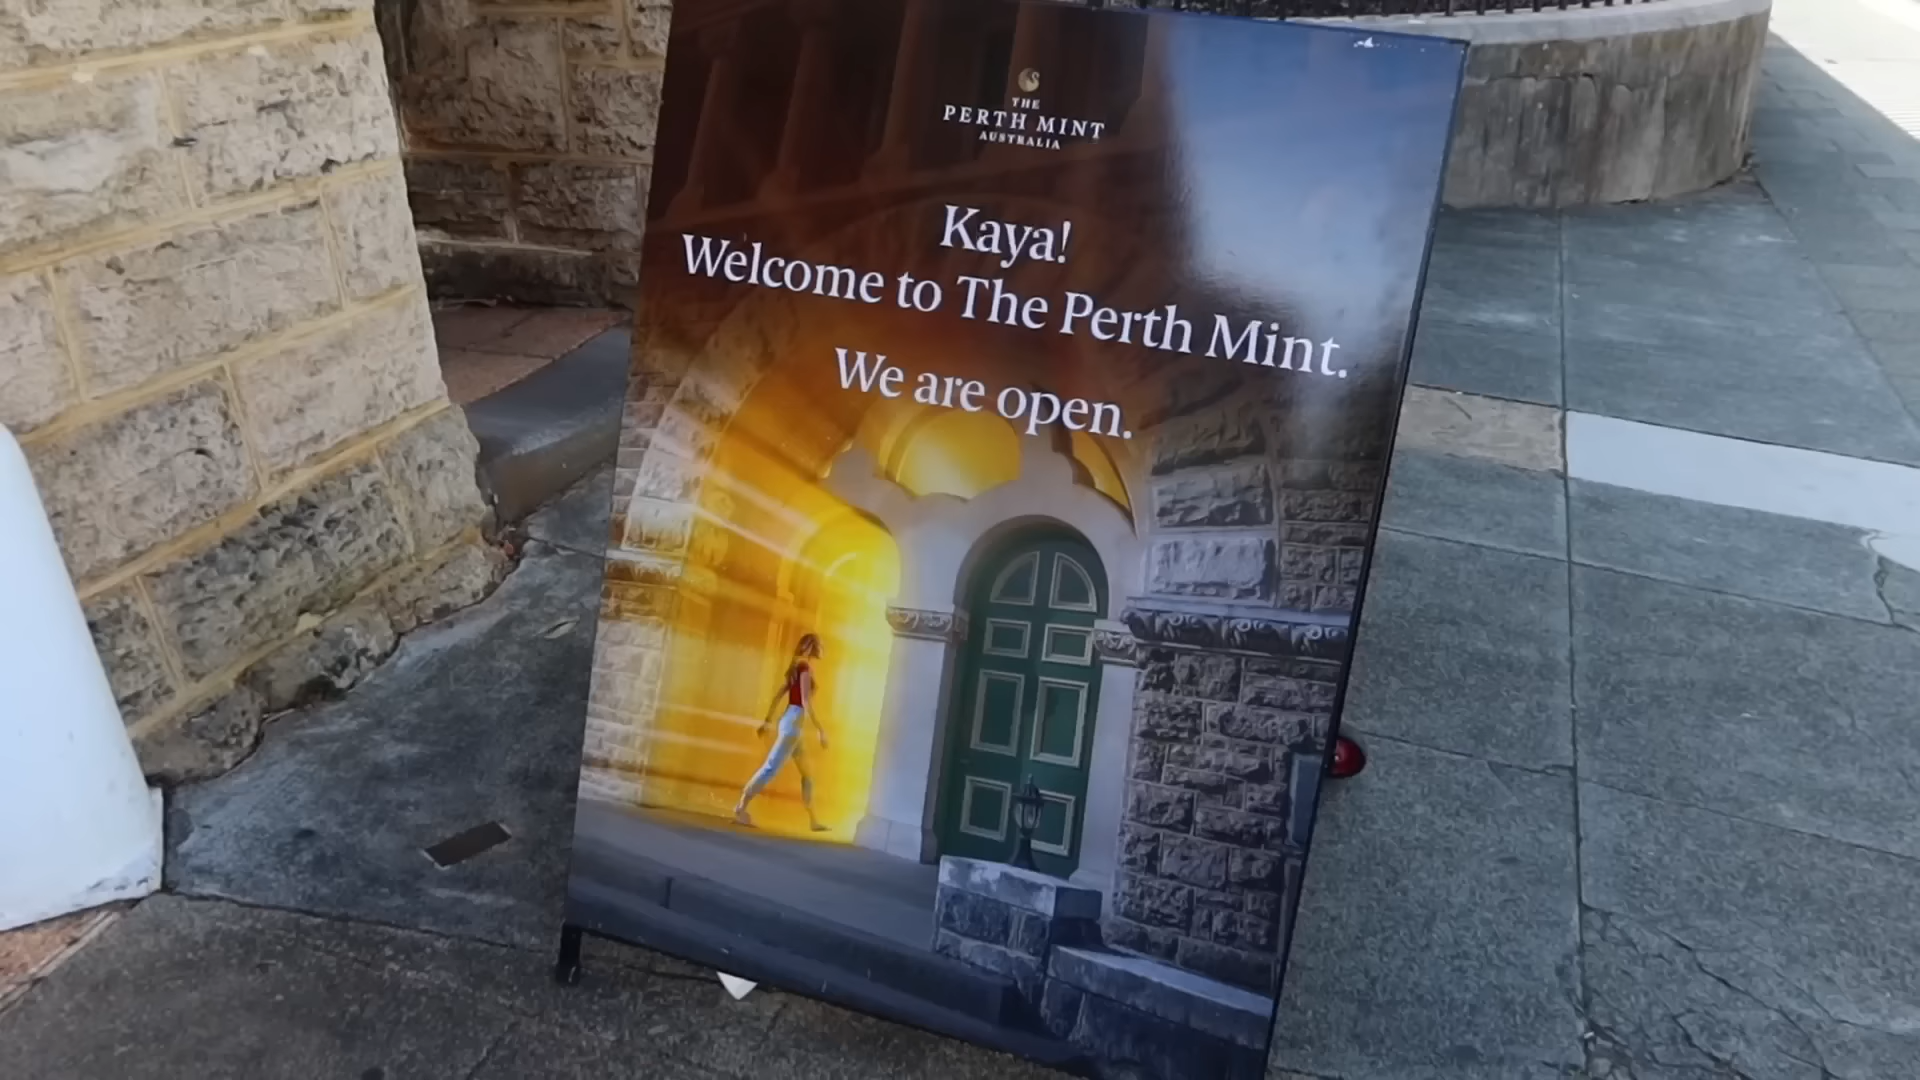 THE
PERTH MINT
AUSTRALIA
Kaya!
Welcome to The Perth Mint.
We are open.